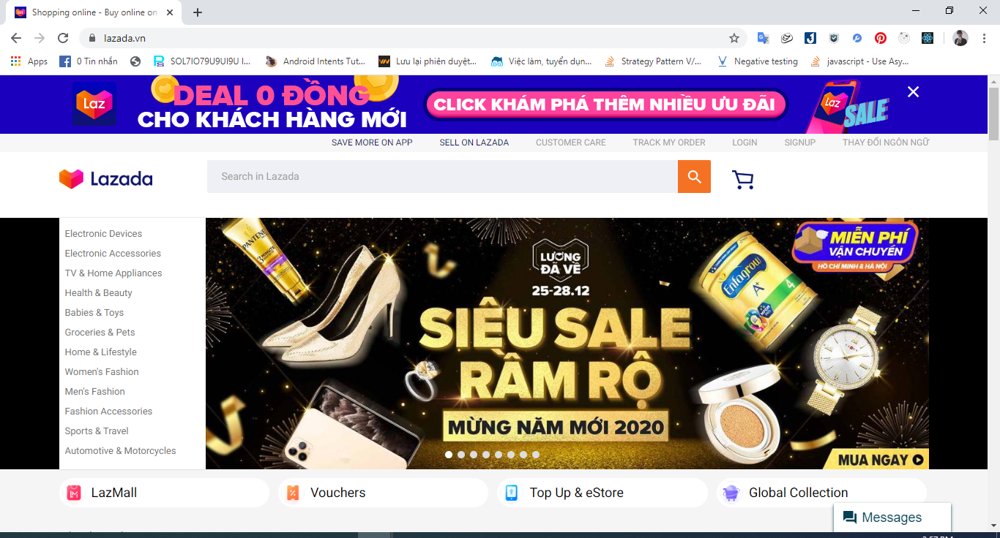 Shopping online - Buy online on
lazada.vn
Apps
0 Tin nhắn
SOL7IO79U9UI9U I...
Android Intents Tut...
Lưu lại phiên duyệt...
Việc làm, tuyển dụn...
Strategy Pattern V/...
Negative testing
javascript - Use Asy...
Laz
DEAL 0 ĐỒNG
CHO KHÁCH HÀNG MỚI
CLICK KHÁM PHÁ THÊM NHIỀU ƯU ĐÃI
Laz
SALE
SAVE MORE ON APP
SELL ON LAZADA
CUSTOMER CARE
TRACK MY ORDER
LOGIN
SIGNUP
THAY ĐỔI NGÔN NGỮ
Lazada
Search in Lazada
Electronic Devices
Electronic Accessories
TV & Home Appliances
Health & Beauty
Babies & Toys
Groceries & Pets
Home & Lifestyle
Women's Fashion
Men's Fashion
Fashion Accessories
Sports & Travel
Automotive & Motorcycles
PANTENE
3 MINUTE
LƯƠNG
ĐÃ VỀ
25-28.12
SIÊU SALE
RẦM RỘ
MỪNG NĂM MỚI 2020
Enfagrow
A+
4
MIỄN PHÍ
VẬN CHUYỂN
HỒ CHÍ MINH & HÀ NỘI
MUA NGAY
LazMall
Vouchers
Top Up & eStore
Global Collection
Messages